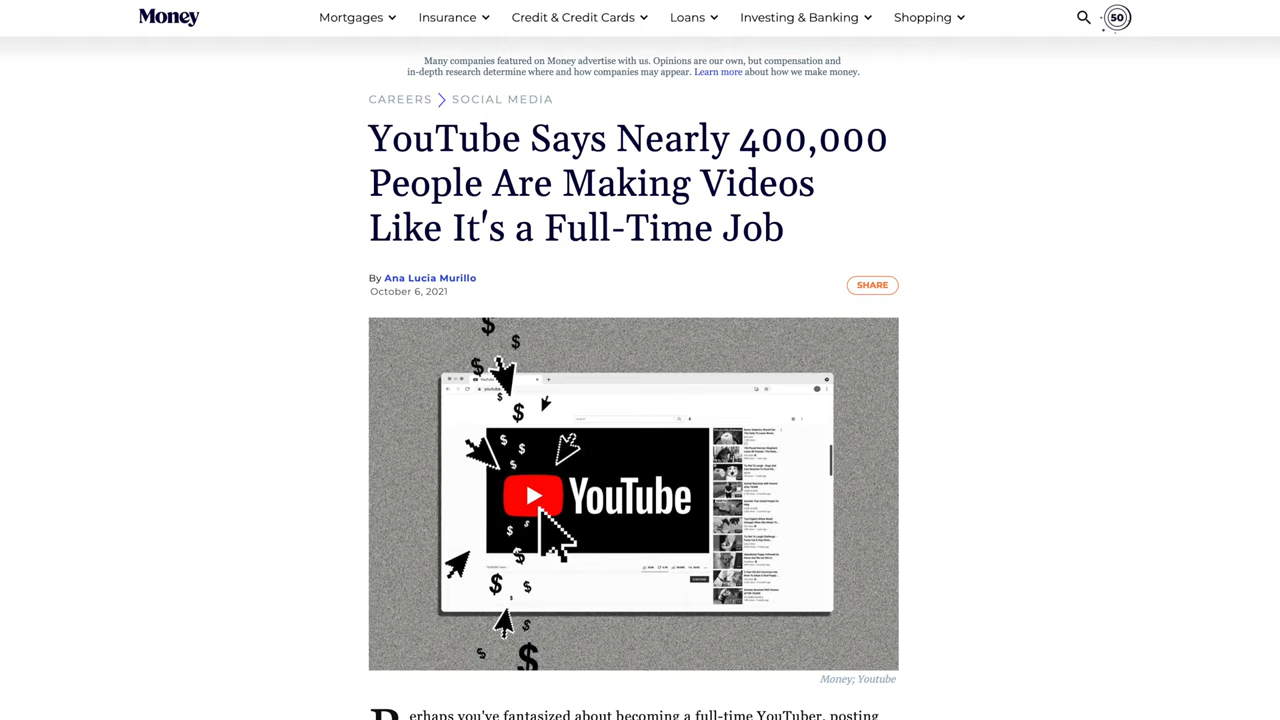 Money
Mortgages
Insurance
Credit & Credit Cards
Loans
Investing & Banking
Shopping
50
Many companies featured on Money advertise with us. Opinions are our own, but compensation and
in-depth research determine where and how companies may appear. Learn more about how we make money.
CAREERS
SOCIAL MEDIA
YouTube Says Nearly 400,000
People Are Making Videos
Like It's a Full-Time Job
By Ana Lucia Murillo
October 6, 2021
SHARE
YouTube
YouTube
Money; Youtube
Perhaps you've fantasized about becoming a full-time YouTuber, posting